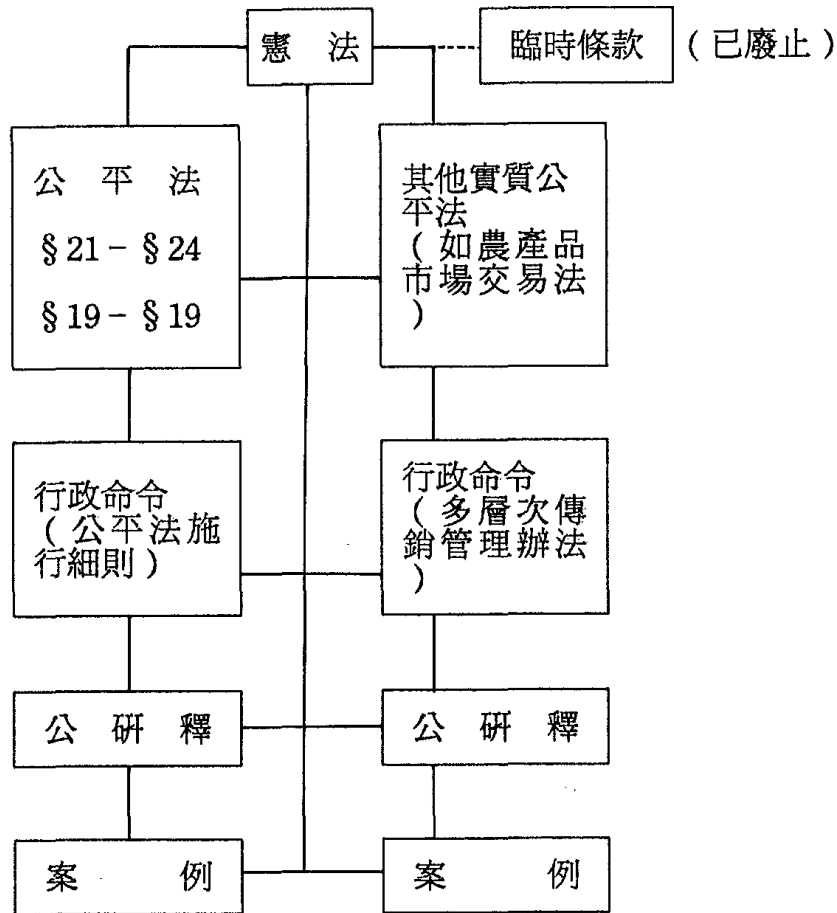 憲法
臨時條款
(已廢止)
公平法
§21-§24
§19-§19
其他實質公
平法
(如農產品
市場交易法
)
行政命令
(公平法施
行細則)
行政命令
(多層次傳
銷管理辦法
)
公研釋
公研釋
案例
案例